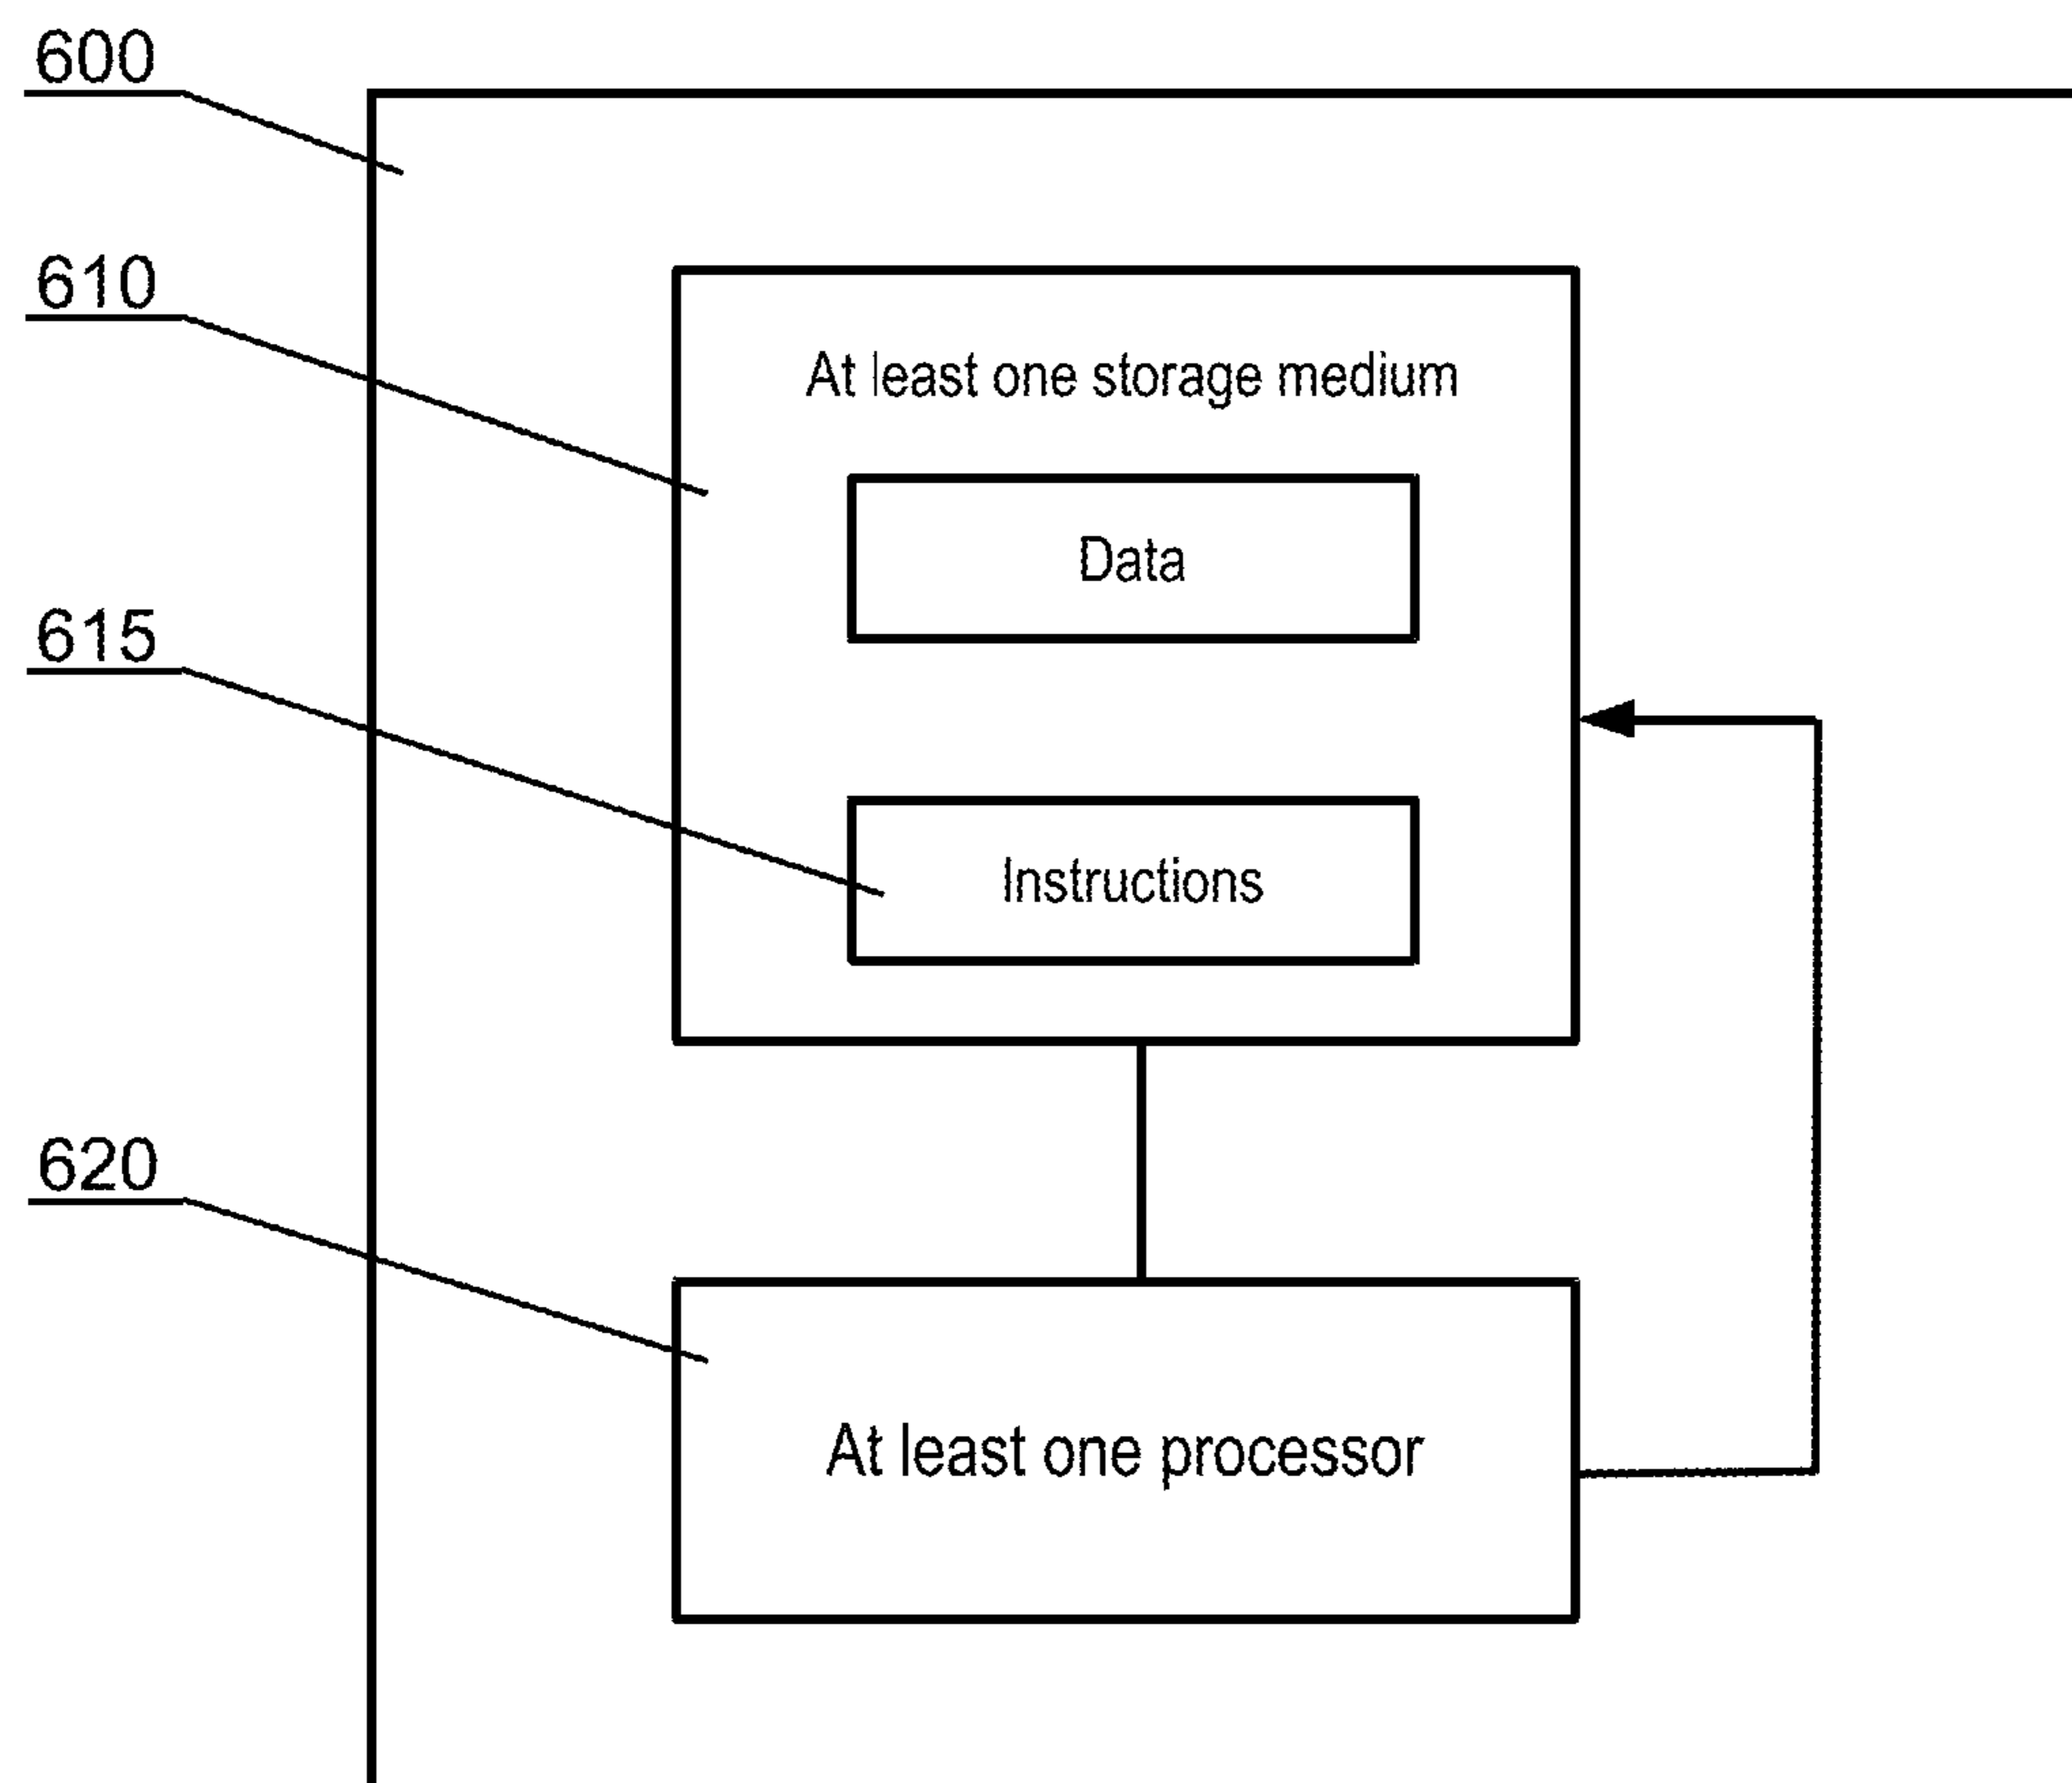 600
610
At least one storage medium
Data
615
Instructions
620
At least one processor